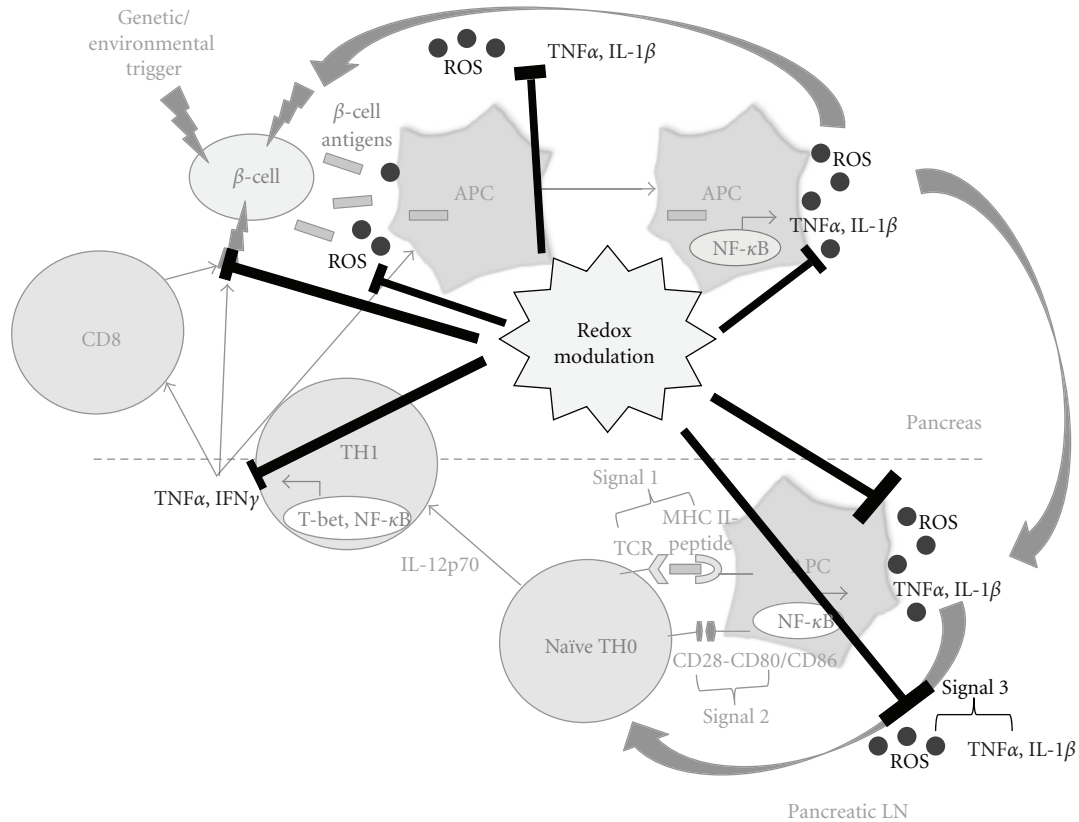 Genetic/
environmental
trigger
ROS
TNFα, IL-1β
β-cell
antigens
β-cell
APC
APC
ROS
TNFα, IL-1β
NF-κB
ROS
Redox
modulation
CD8
Pancreas
TH1
TNFα, IFNγ
T-bet, NF-κB
Signal 1
MHC II-
peptide
TCR
IL-12p70
ROS
APC
TNFα, IL-1β
NF-κB
Naïve TH0
CD28-CD80/CD86
Signal 2
Signal 3
ROS
TNFα, IL-1β
Pancreatic LN